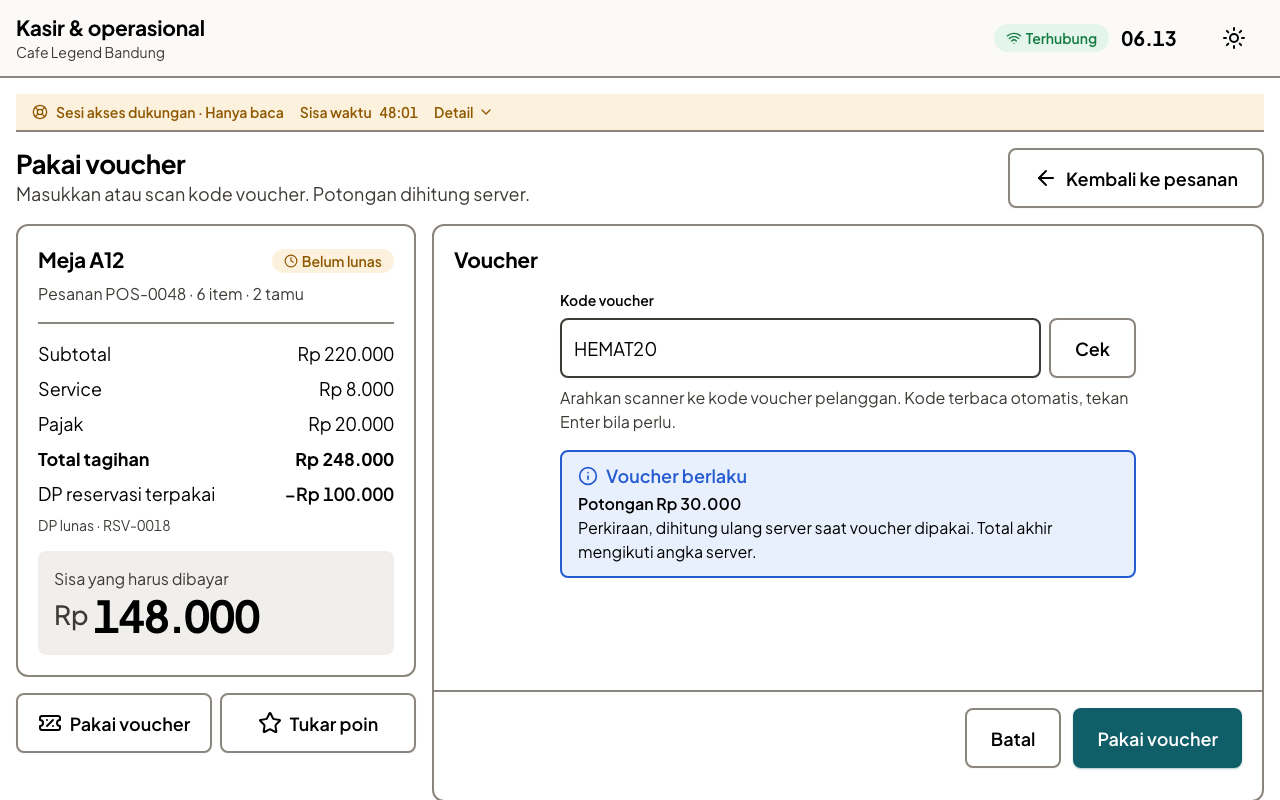 Kasir & operasional
Cafe Legend Bandung
Terhubung
06.13
Sesi akses dukungan · Hanya baca
Sisa waktu 48:01
Detail
Pakai voucher
Masukkan atau scan kode voucher. Potongan dihitung server.
Kembali ke pesanan
Meja A12
Belum lunas
Pesanan POS-0048 · 6 item · 2 tamu
Subtotal Rp 220.000
Service Rp 8.000
Pajak Rp 20.000
Total tagihan Rp 248.000
DP reservasi terpakai −Rp 100.000
DP lunas · RSV-0018
Sisa yang harus dibayar
Rp 148.000
Pakai voucher
Tukar poin
Voucher
Kode voucher
HEMAT20
Cek
Arahkan scanner ke kode voucher pelanggan. Kode terbaca otomatis, tekan
Enter bila perlu.
Voucher berlaku
Potongan Rp 30.000
Perkiraan, dihitung ulang server saat voucher dipakai. Total akhir
mengikuti angka server.
Batal
Pakai voucher